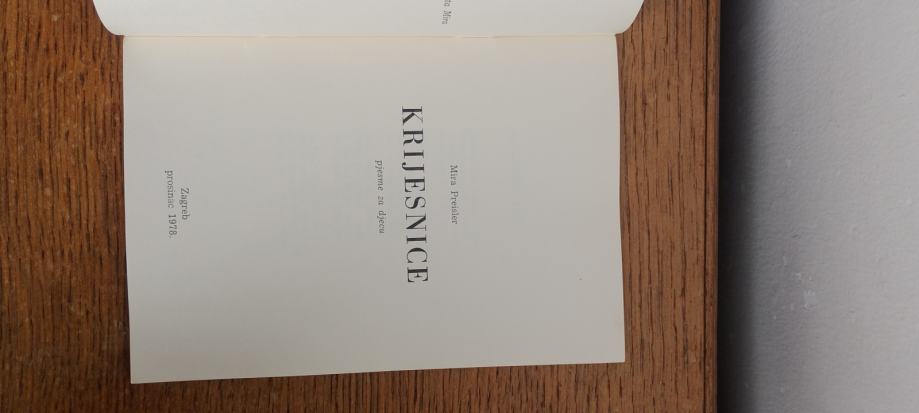 Mira Preisler
KRIJESNICE
pjesme za djecu
Zagreb,
prosinac 1978.